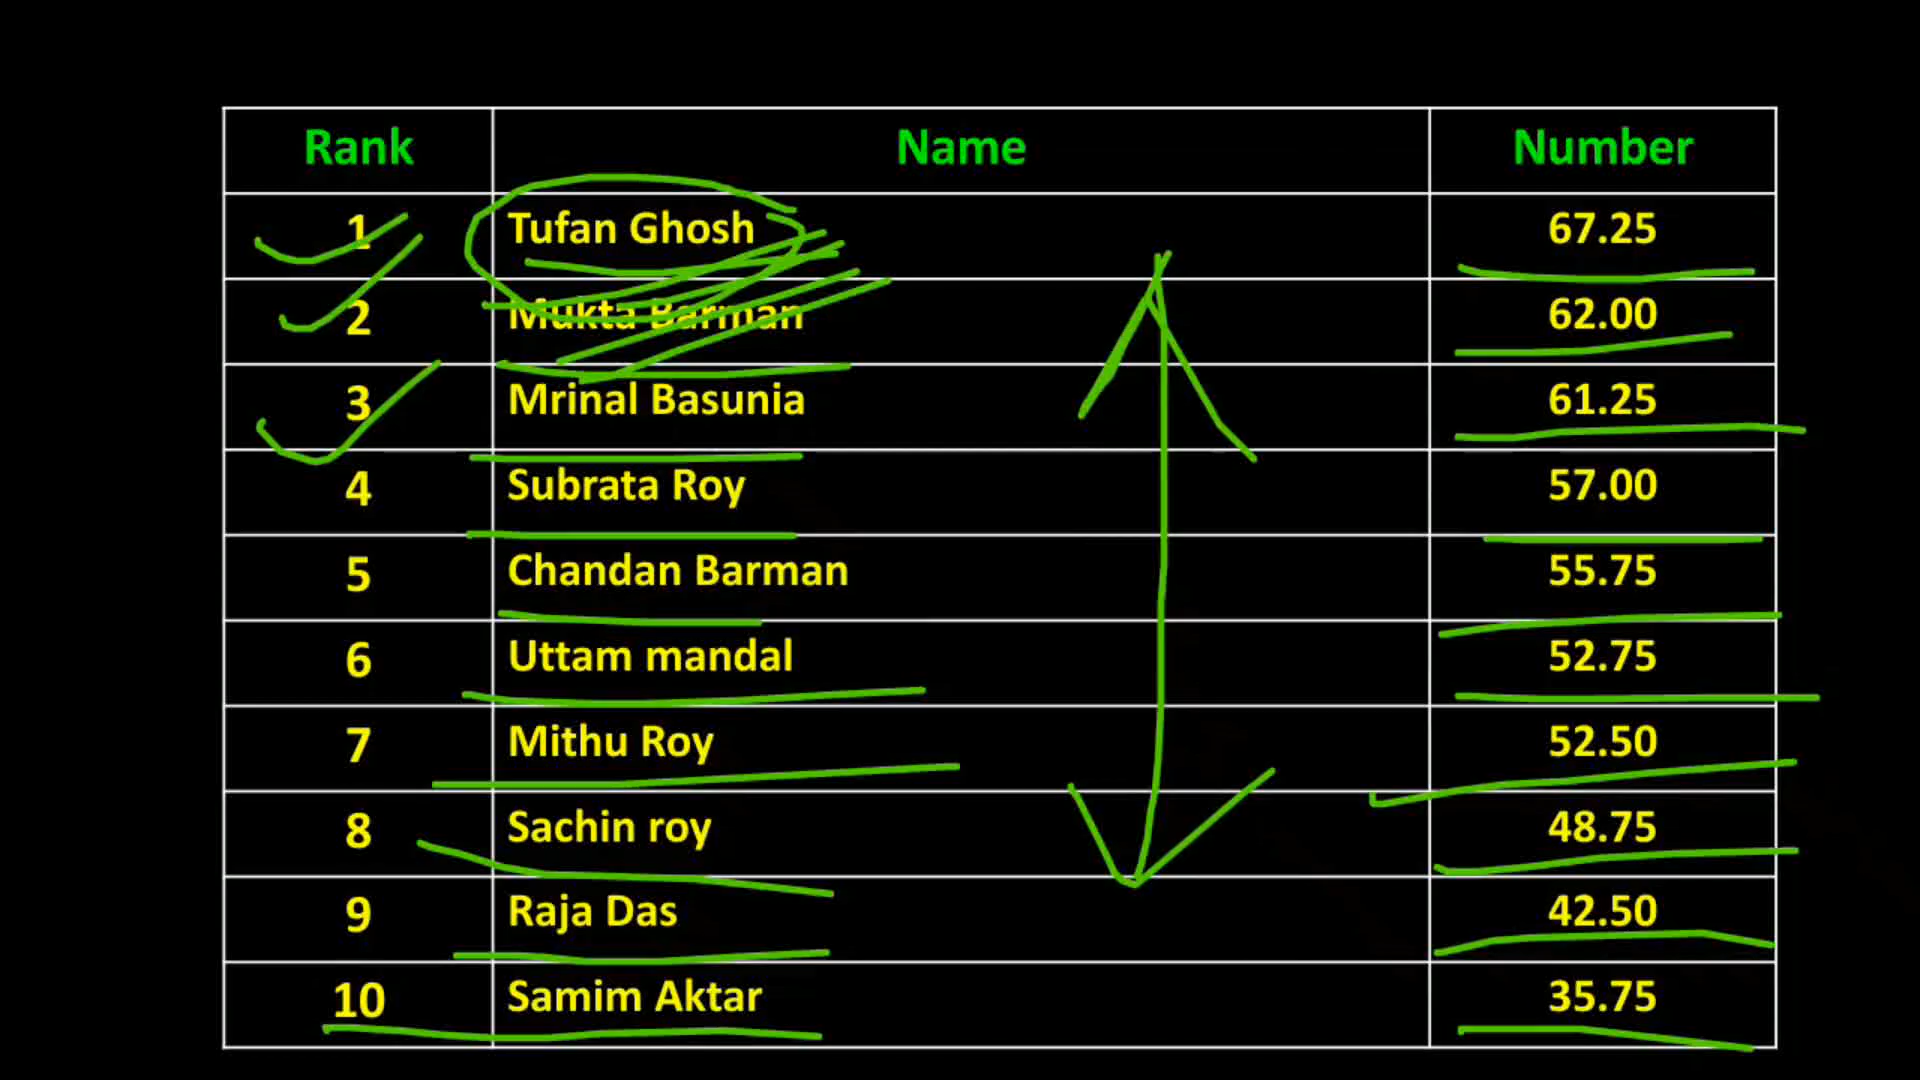 Rank Name Number
1 Tufan Ghosh 67.25
2 Mukta Barman 62.00
3 Mrinal Basunia 61.25
4 Subrata Roy 57.00
5 Chandan Barman 55.75
6 Uttam mandal 52.75
7 Mithu Roy 52.50
8 Sachin roy 48.75
9 Raja Das 42.50
10 Samim Aktar 35.75